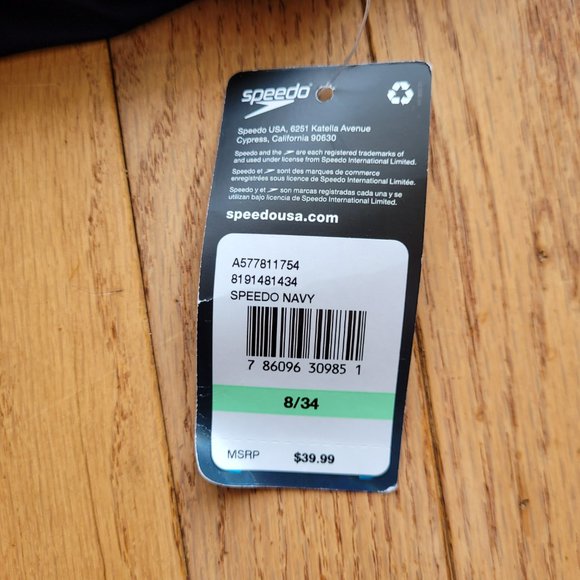 speedo
Speedo USA, 6251 Katella Avenue
Cypress, California 90630
Speedo and the are each registered trademarks of
and used under license from Speedo International Limited.
Speedo et sont des marques de commerce
enregistrées sous licence de Speedo International Limitée.
Speedo y et son marcas registradas cada una y se
utilizan bajo licencia de Speedo International Limited.
speedousa.com
A577811754
8191481434
SPEEDO NAVY
7 86096 30985 1
8/34
MSRP $39.99